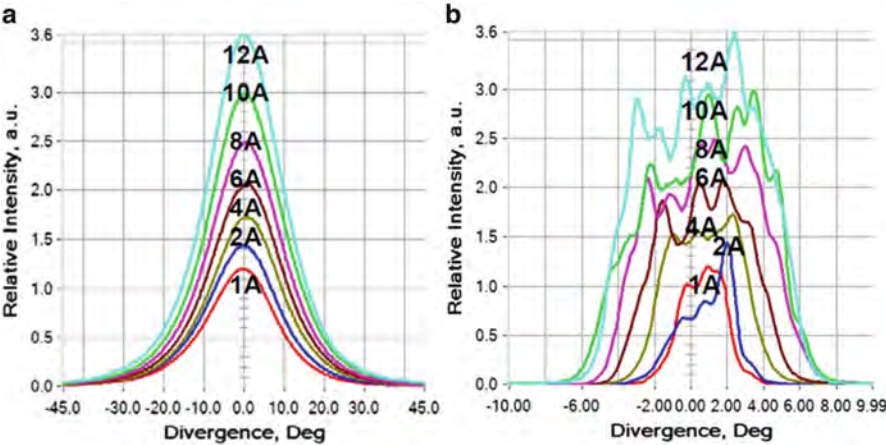 a
Relative Intensity, a.u.
3.6
3.0
2.5
2.0
1.5
1.0
0.5
0.0
12A
10A
8A
6A
4A
2A
1A
-45.0 -30.0 -20.0 -10.0 0.0 10.0 20.0 30.0 45.0
Divergence, Deg
b
Relative Intensity, a.u.
3.6
3.0
2.5
2.0
1.5
1.0
0.5
0.0
12A
10A
8A
6A
4A
2A
1A
-10.00 -6.00 -2.00 0.00 2.00 4.00 6.00 8.00 9.99
Divergence, Deg